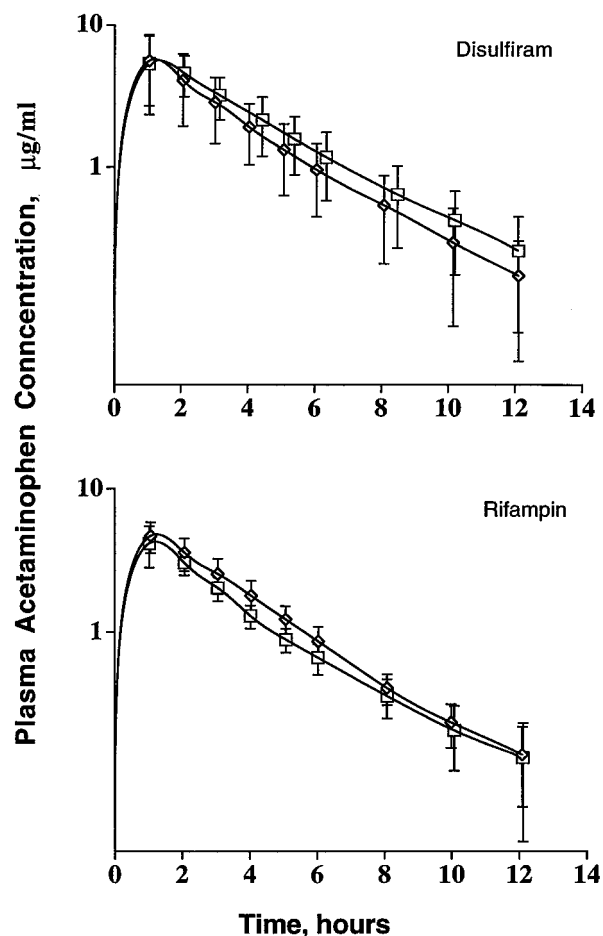 Plasma Acetaminophen Conncentration, µg/ml
Disulfiram
10
1
0 2 4 6 8 10 12 14
Rifampin
10
1
0 2 4 6 8 10 12 14
Time, hours